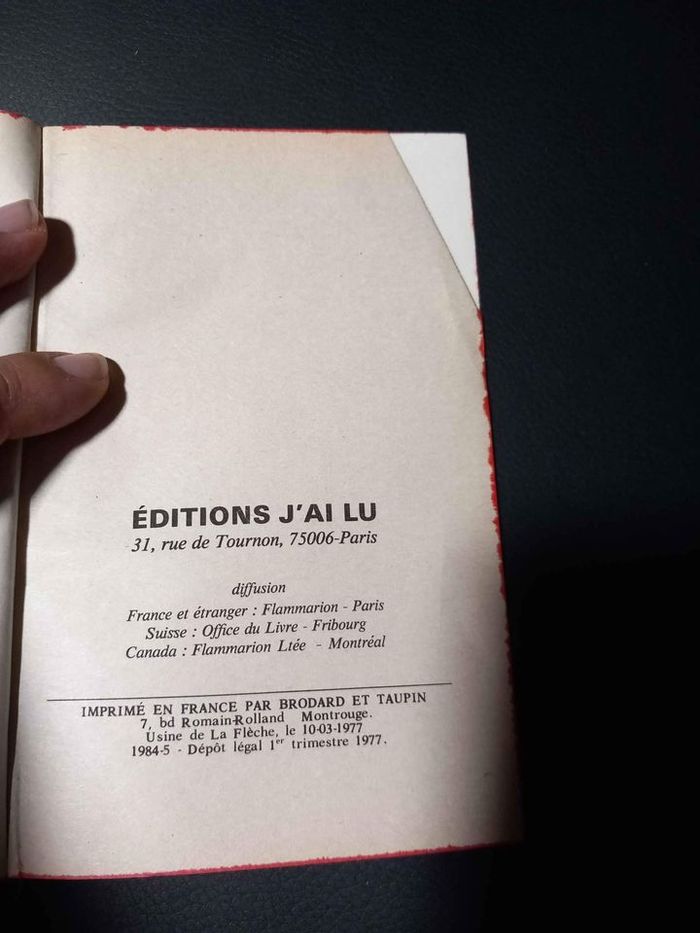 ÉDITIONS J'AI LU
31, rue de Tournon, 75006-Paris
diffusion
France et étranger : Flammarion - Paris
Suisse : Office du Livre - Fribourg
Canada : Flammarion Ltée - Montréal
IMPRIMÉ EN FRANCE PAR BRODARD ET TAUPIN
7, bd Romain-Rolland Montrouge.
Usine de La Flèche, le 10-03-1977
1984-5 - Dépôt légal 1er trimestre 1977.